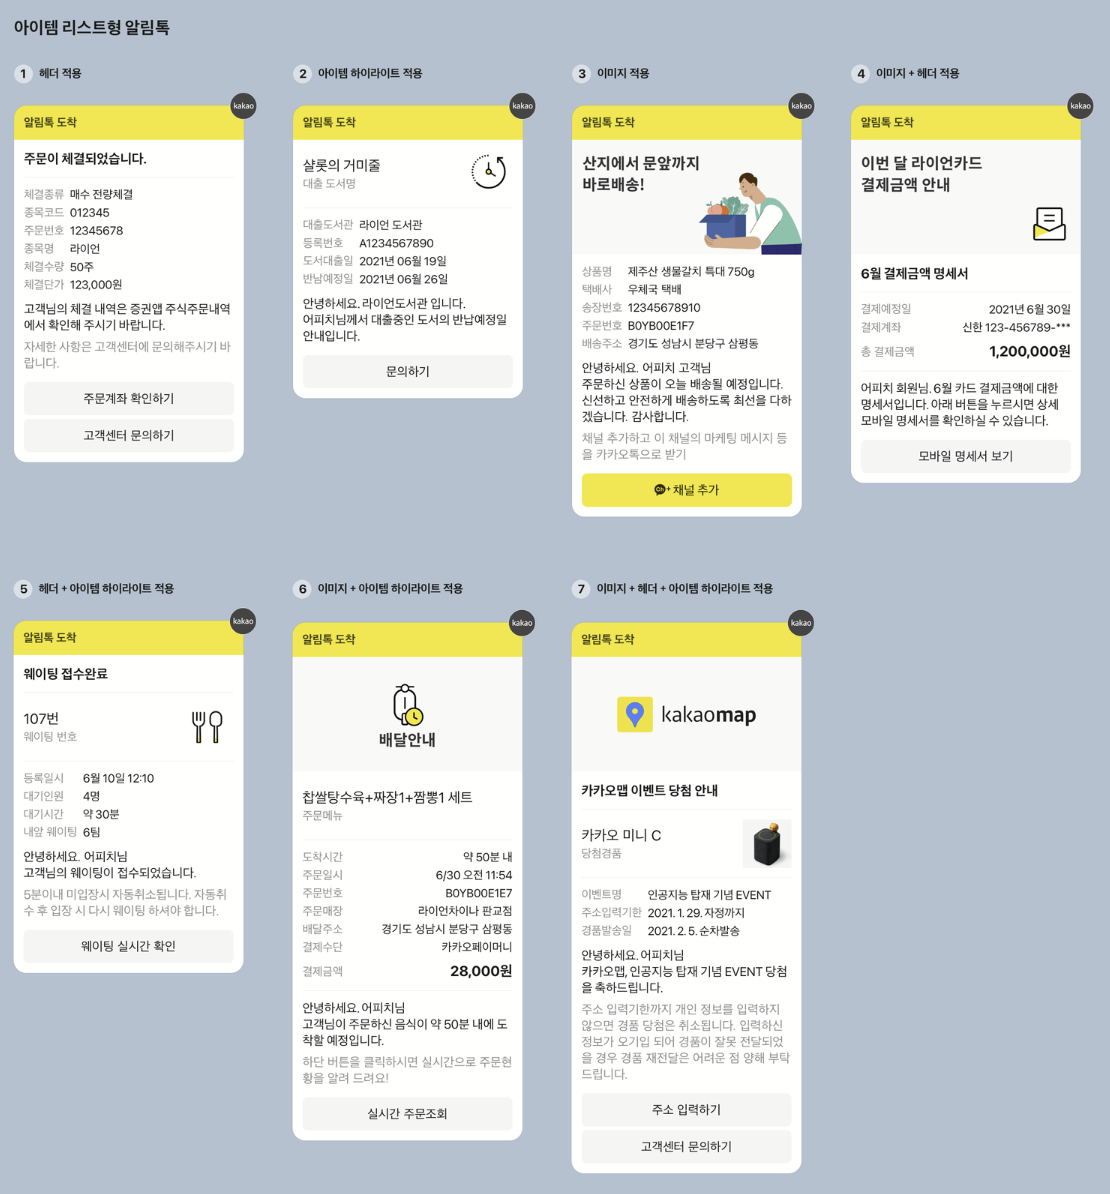 아이템 리스트형 알림톡
1 헤더 적용
kakao
알림톡 도착
주문이 체결되었습니다.
체결종류 매수 전량체결
종목코드 012345
주문번호 12345678
종목명 라이언
체결수량 50주
체결단가 123,000원
고객님의 체결 내역은 증권앱 주식주문내역
에서 확인해 주시기 바랍니다.
자세한 사항은 고객센터에 문의해주시기 바
랍니다.
주문계좌 확인하기
고객센터 문의하기
2 아이템 하이라이트 적용
kakao
알림톡 도착
샬롯의 거미줄
대출 도서명
대출도서관 라이언 도서관
등록번호 A1234567890
도서대출일 2021년 06월 19일
반납예정일 2021년 06월 26일
안녕하세요. 라이언도서관 입니다.
어피치님께서 대출중인 도서의 반납예정일
안내입니다.
문의하기
3 이미지 적용
kakao
알림톡 도착
산지에서 문앞까지
바로배송!
상품명 제주산 생물갈치 특대 750g
택배사 우체국 택배
송장번호 12345678910
주문번호 B0YB00E1F7
배송주소 경기도 성남시 분당구 삼평동
안녕하세요. 어피치 고객님
주문하신 상품이 오늘 배송될 예정입니다.
신선하고 안전하게 배송하도록 최선을 다하
겠습니다. 감사합니다.
채널 추가하고 이 채널의 마케팅 메시지 등
을 카카오톡으로 받기
Ch+ 채널 추가
4 이미지 + 헤더 적용
kakao
알림톡 도착
이번 달 라이언카드
결제금액 안내
6월 결제금액 명세서
결제예정일 2021년 6월 30일
결제계좌 신한 123-456789-***
총 결제금액 1,200,000원
어피치 회원님. 6월 카드 결제금액에 대한
명세서입니다. 아래 버튼을 누르시면 상세
모바일 명세서를 확인하실 수 있습니다.
모바일 명세서 보기
5 헤더 + 아이템 하이라이트 적용
kakao
알림톡 도착
웨이팅 접수완료
107번
웨이팅 번호
등록일시 6월 10일 12:10
대기인원 4명
대기시간 약 30분
내앞 웨이팅 6팀
안녕하세요. 어피치님
고객님의 웨이팅이 접수되었습니다.
5분이내 미입장시 자동취소됩니다. 자동취
수 후 입장 시 다시 웨이팅 하셔야 합니다.
웨이팅 실시간 확인
6 이미지 + 아이템 하이라이트 적용
kakao
알림톡 도착
배달안내
찹쌀탕수육+짜장1+짬뽕1 세트
주문메뉴
도착시간 약 50분 내
주문일시 6/30 오전 11:54
주문번호 B0YB00E1E7
주문매장 라이언차이나 판교점
배달주소 경기도 성남시 분당구 삼평동
결제수단 카카오페이머니
결제금액 28,000원
안녕하세요. 어피치님
고객님이 주문하신 음식이 약 50분 내에 도
착할 예정입니다.
하단 버튼을 클릭하시면 실시간으로 주문현
황을 알려 드려요!
실시간 주문조회
7 이미지 + 헤더 + 아이템 하이라이트 적용
kakao
알림톡 도착
kakaomap
카카오맵 이벤트 당첨 안내
카카오 미니 C
당첨경품
이벤트명 인공지능 탑재 기념 EVENT
주소입력기한 2021. 1. 29. 자정까지
경품발송일 2021. 2. 5. 순차발송
안녕하세요. 어피치님
카카오맵, 인공지능 탑재 기념 EVENT 당첨
을 축하드립니다.
주소 입력기한까지 개인 정보를 입력하지
않으면 경품 당첨은 취소됩니다. 입력하신
정보가 오기입 되어 경품이 잘못 전달되었
을 경우 경품 재전달은 어려운 점 양해 부탁
드립니다.
주소 입력하기
고객센터 문의하기